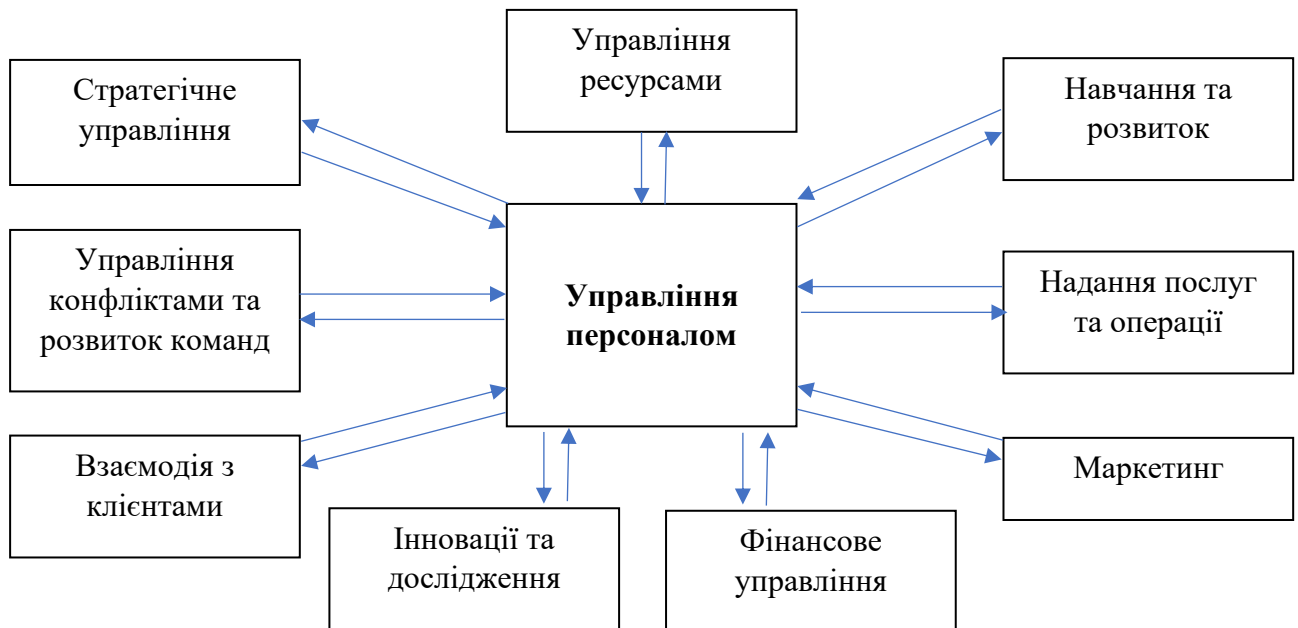 Управління
ресурсами
Стратегічне
управління
Навчання та
розвиток
Управління
конфліктами та
розвиток команд
Управління
персоналом
Надання послуг
та операції
Взаємодія з
клієнтами
Маркетинг
Інновації та
дослідження
Фінансове
управління